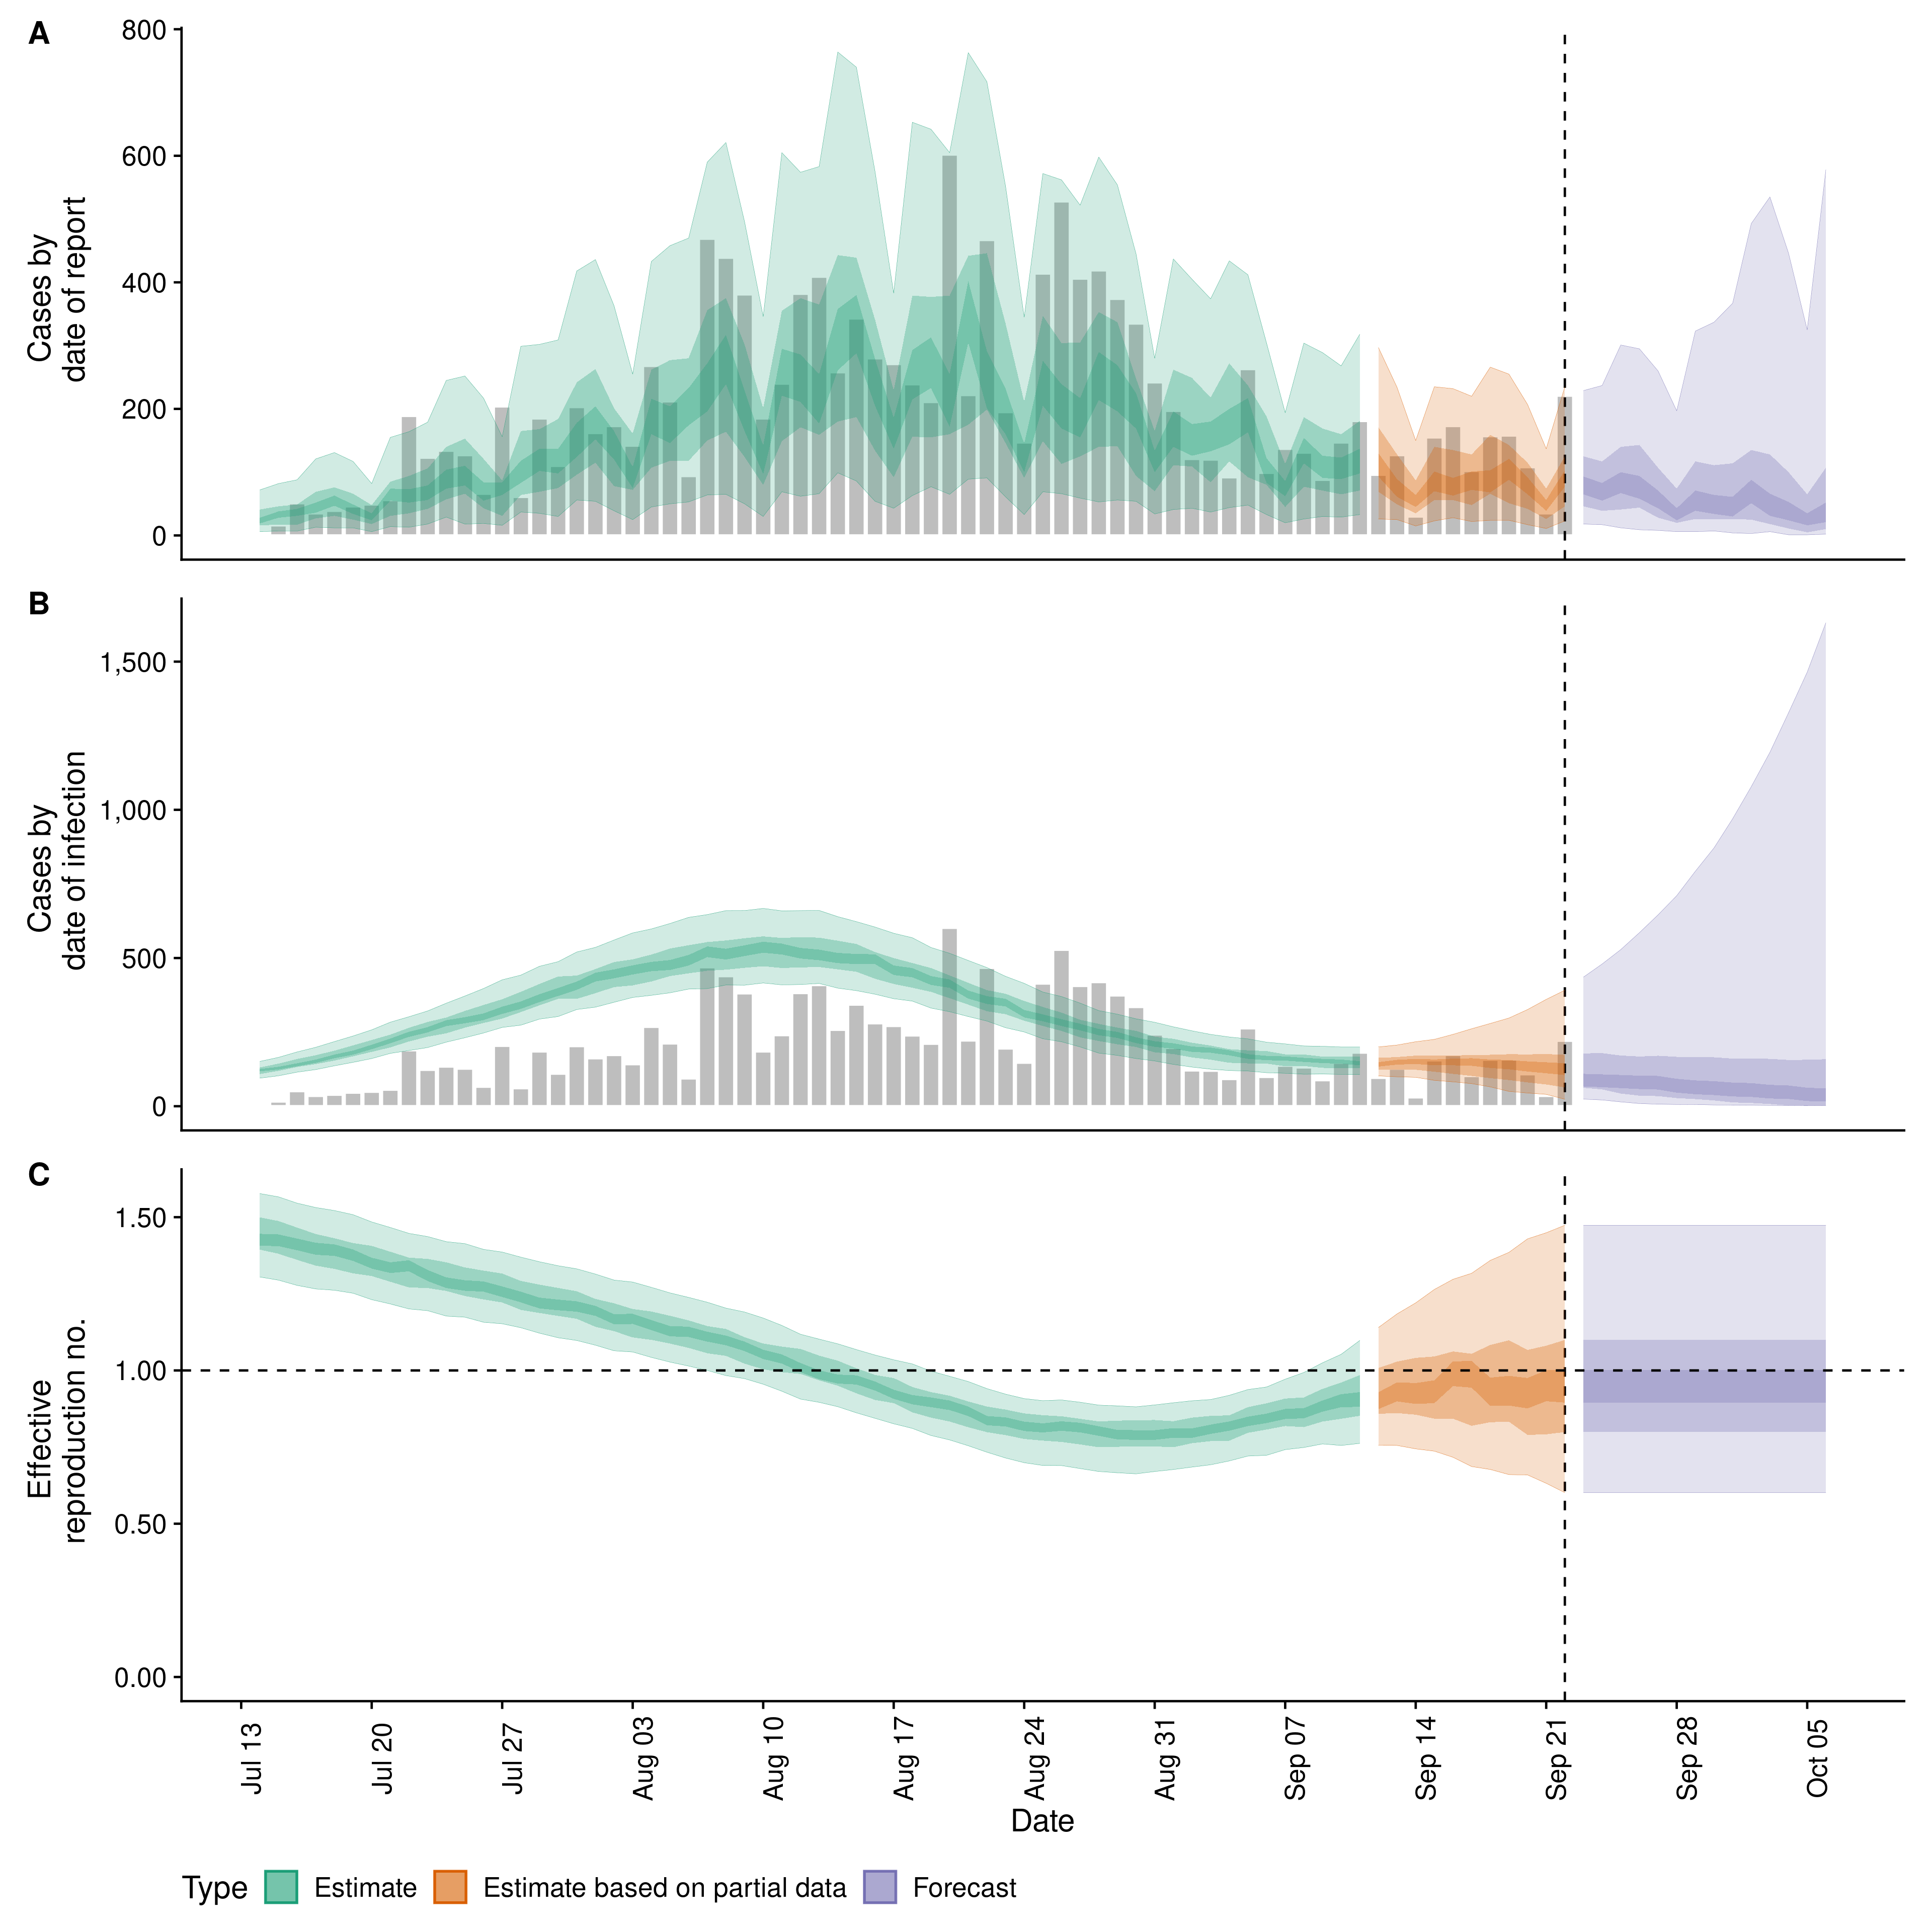 A
800
600
400
200
0
Cases by
date of report
B
1,500
1,000
500
0
Cases by
date of infection
C
1.50
1.00
0.50
0.00
Effective
reproduction no.
Jul 13
Jul 20
Jul 27
Aug 03
Aug 10
Aug 17
Aug 24
Aug 31
Sep 07
Sep 14
Sep 21
Sep 28
Oct 05
Date
Type Estimate Estimate based on partial data Forecast